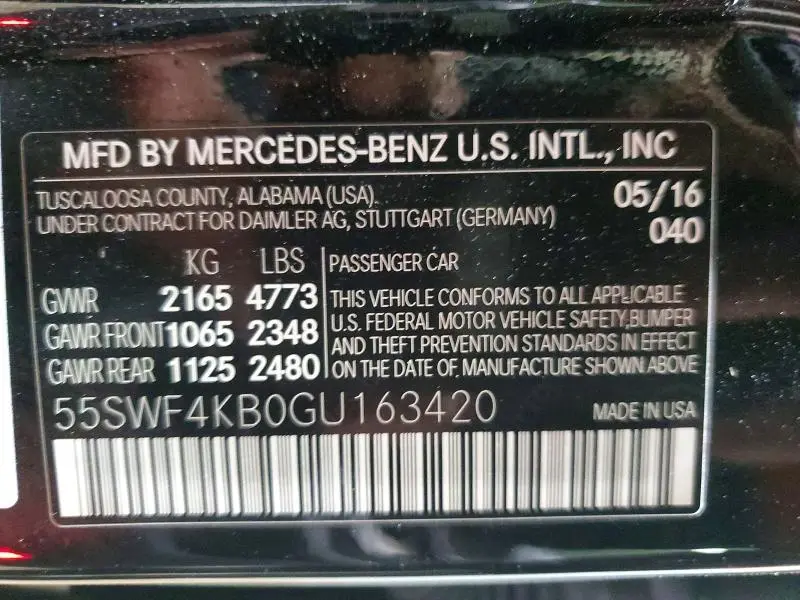 MFD BY MERCEDES-BENZ U.S. INTL., INC
TUSCALOOSA COUNTY, ALABAMA (USA).
UNDER CONTRACT FOR DAIMLER AG, STUTTGART (GERMANY)
05/16
040
KG LBS
GVWR 2165 4773
GAWR FRONT 1065 2348
GAWR REAR 1125 2480
PASSENGER CAR
THIS VEHICLE CONFORMS TO ALL APPLICABLE
U.S. FEDERAL MOTOR VEHICLE SAFETY,BUMPER
AND THEFT PREVENTION STANDARDS IN EFFECT
ON THE DATE OF MANUFACTURE SHOWN ABOVE
55SWF4KB0GU163420
MADE IN USA